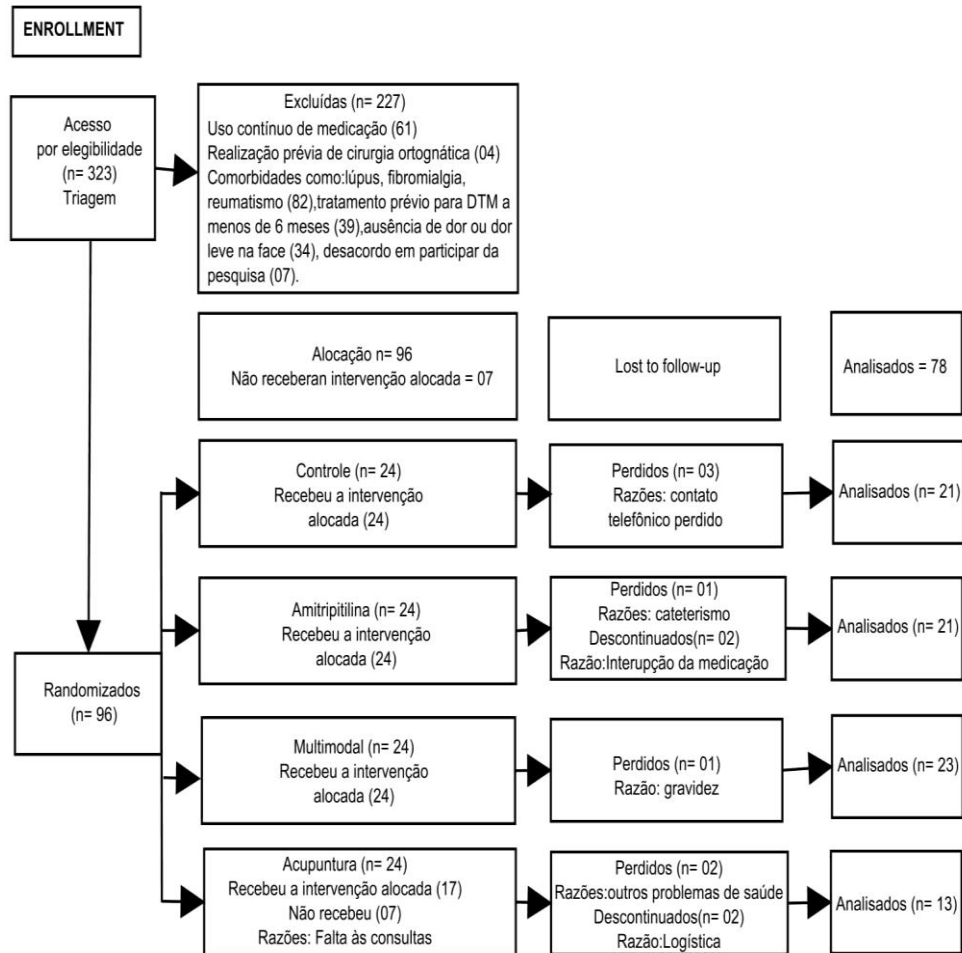 ENROLLMENT
Acesso
por elegibilidade
(n= 323)
Triagem
Excluídas (n= 227)
Uso contínuo de medicação (61)
Realização prévia de cirurgia ortognática (04)
Comorbidades como:lúpus, fibromialgia,
reumatismo (82),tratamento prévio para DTM a
menos de 6 meses (39),ausência de dor ou dor
leve na face (34), desacordo em participar da
pesquisa (07).
Alocação n= 96
Não receberan intervenção alocada = 07
Lost to follow-up
Analisados = 78
Controle (n= 24)
Recebeu a intervenção
alocada (24)
Perdidos (n= 03)
Razões: contato
telefônico perdido
Analisados (n= 21)
Amitripitilina (n= 24)
Recebeu a intervenção
alocada (24)
Perdidos (n= 01)
Razões: cateterismo
Descontinuados(n= 02)
Razão:Interupção da medicação
Analisados (n= 21)
Randomizados
(n= 96)
Multimodal (n= 24)
Recebeu a intervenção
alocada (24)
Perdidos (n= 01)
Razão: gravidez
Analisados (n= 23)
Acupuntura (n= 24)
Recebeu a intervenção alocada (17)
Não recebeu (07)
Razões: Falta às consultas
Perdidos (n= 02)
Razões:outros problemas de saúde
Descontinuados(n= 02)
Razão:Logística
Analisados (n= 13)